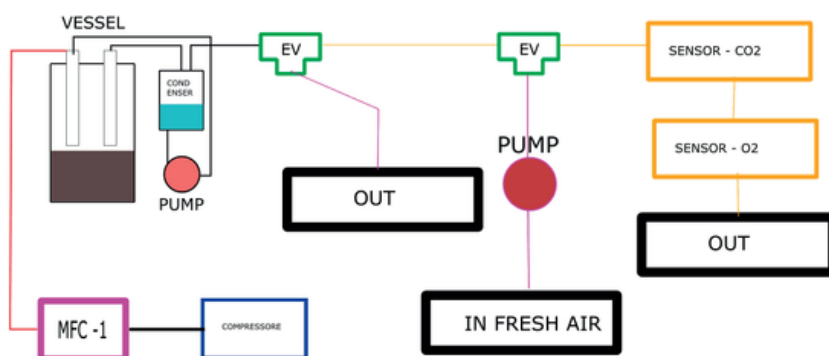 VESSEL
EV
EV
SENSOR - CO2
COND
ENSER
PUMP
SENSOR - O2
PUMP
OUT
OUT
MFC -1
COMPRESSORE
IN FRESH AIR